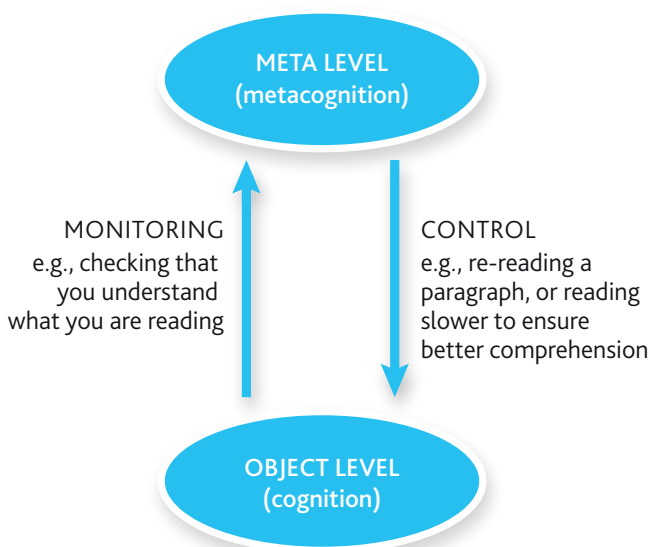 META LEVEL
(metacognition)
MONITORING
e.g., checking that
you understand
what you are reading
CONTROL
e.g., re-reading a
paragraph, or reading
slower to ensure
better comprehension
OBJECT LEVEL
(cognition)